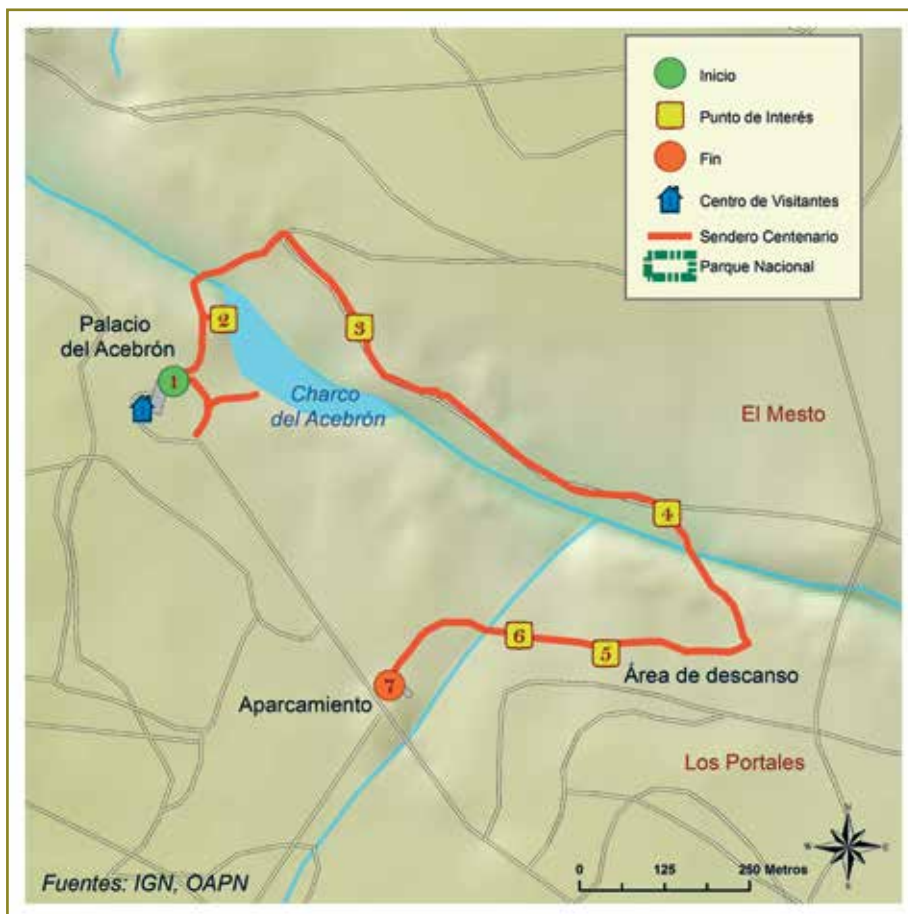 Inicio
Punto de Interés
Fin
Centro de Visitantes
Sendero Centenario
Parque Nacional
2
3
Palacio
del Acebrón
1
Charco
del Acebrón
El Mesto
4
6
5
Área de descanso
7
Aparcamiento
Los Portales
N
0 125 250 Metros
Fuentes: IGN, OAPN